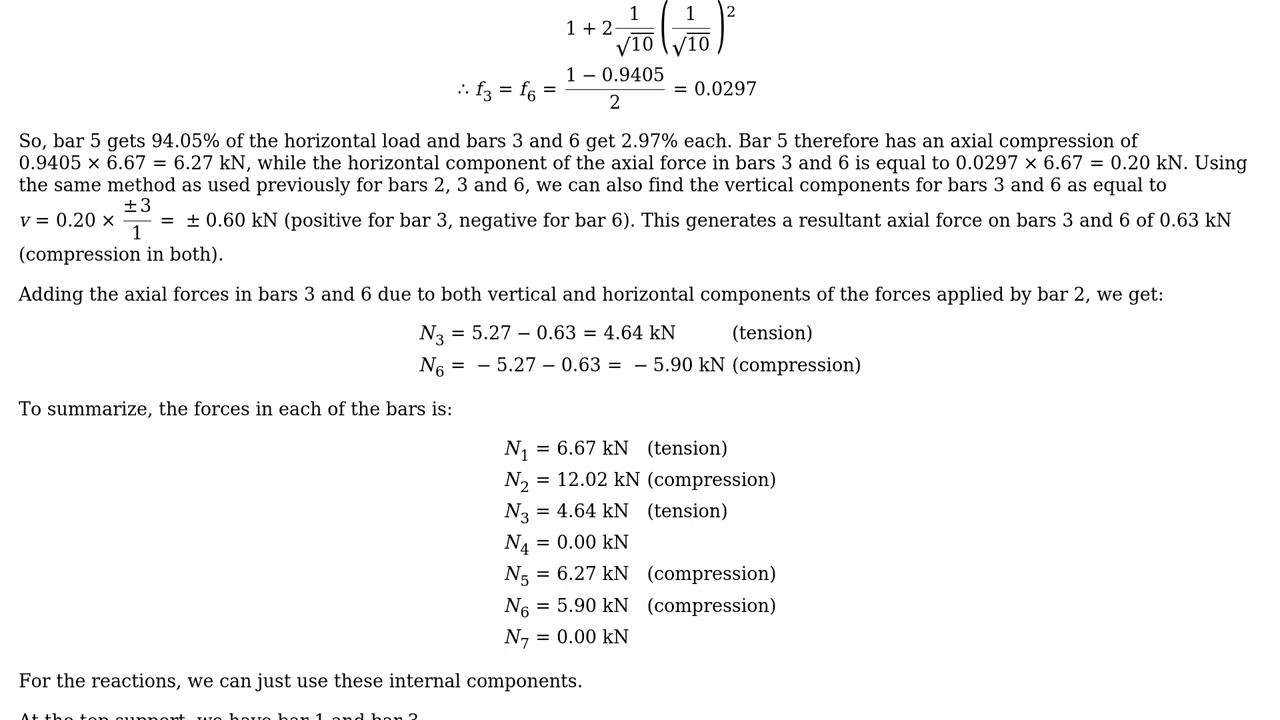 1 + 2 1/√10 (1/√10)²
∴ f₃ = f₆ = (1 − 0.9405)/2 = 0.0297
So, bar 5 gets 94.05% of the horizontal load and bars 3 and 6 get 2.97% each. Bar 5 therefore has an axial compression of
0.9405 × 6.67 = 6.27 kN, while the horizontal component of the axial force in bars 3 and 6 is equal to 0.0297 × 6.67 = 0.20 kN. Using
the same method as used previously for bars 2, 3 and 6, we can also find the vertical components for bars 3 and 6 as equal to
v = 0.20 × ±3/1 = ± 0.60 kN (positive for bar 3, negative for bar 6). This generates a resultant axial force on bars 3 and 6 of 0.63 kN
(compression in both).
Adding the axial forces in bars 3 and 6 due to both vertical and horizontal components of the forces applied by bar 2, we get:
N₃ = 5.27 − 0.63 = 4.64 kN (tension)
N₆ = − 5.27 − 0.63 = − 5.90 kN (compression)
To summarize, the forces in each of the bars is:
N₁ = 6.67 kN (tension)
N₂ = 12.02 kN (compression)
N₃ = 4.64 kN (tension)
N₄ = 0.00 kN
N₅ = 6.27 kN (compression)
N₆ = 5.90 kN (compression)
N₇ = 0.00 kN
For the reactions, we can just use these internal components.
At the top support, we have bar 1 and bar 3